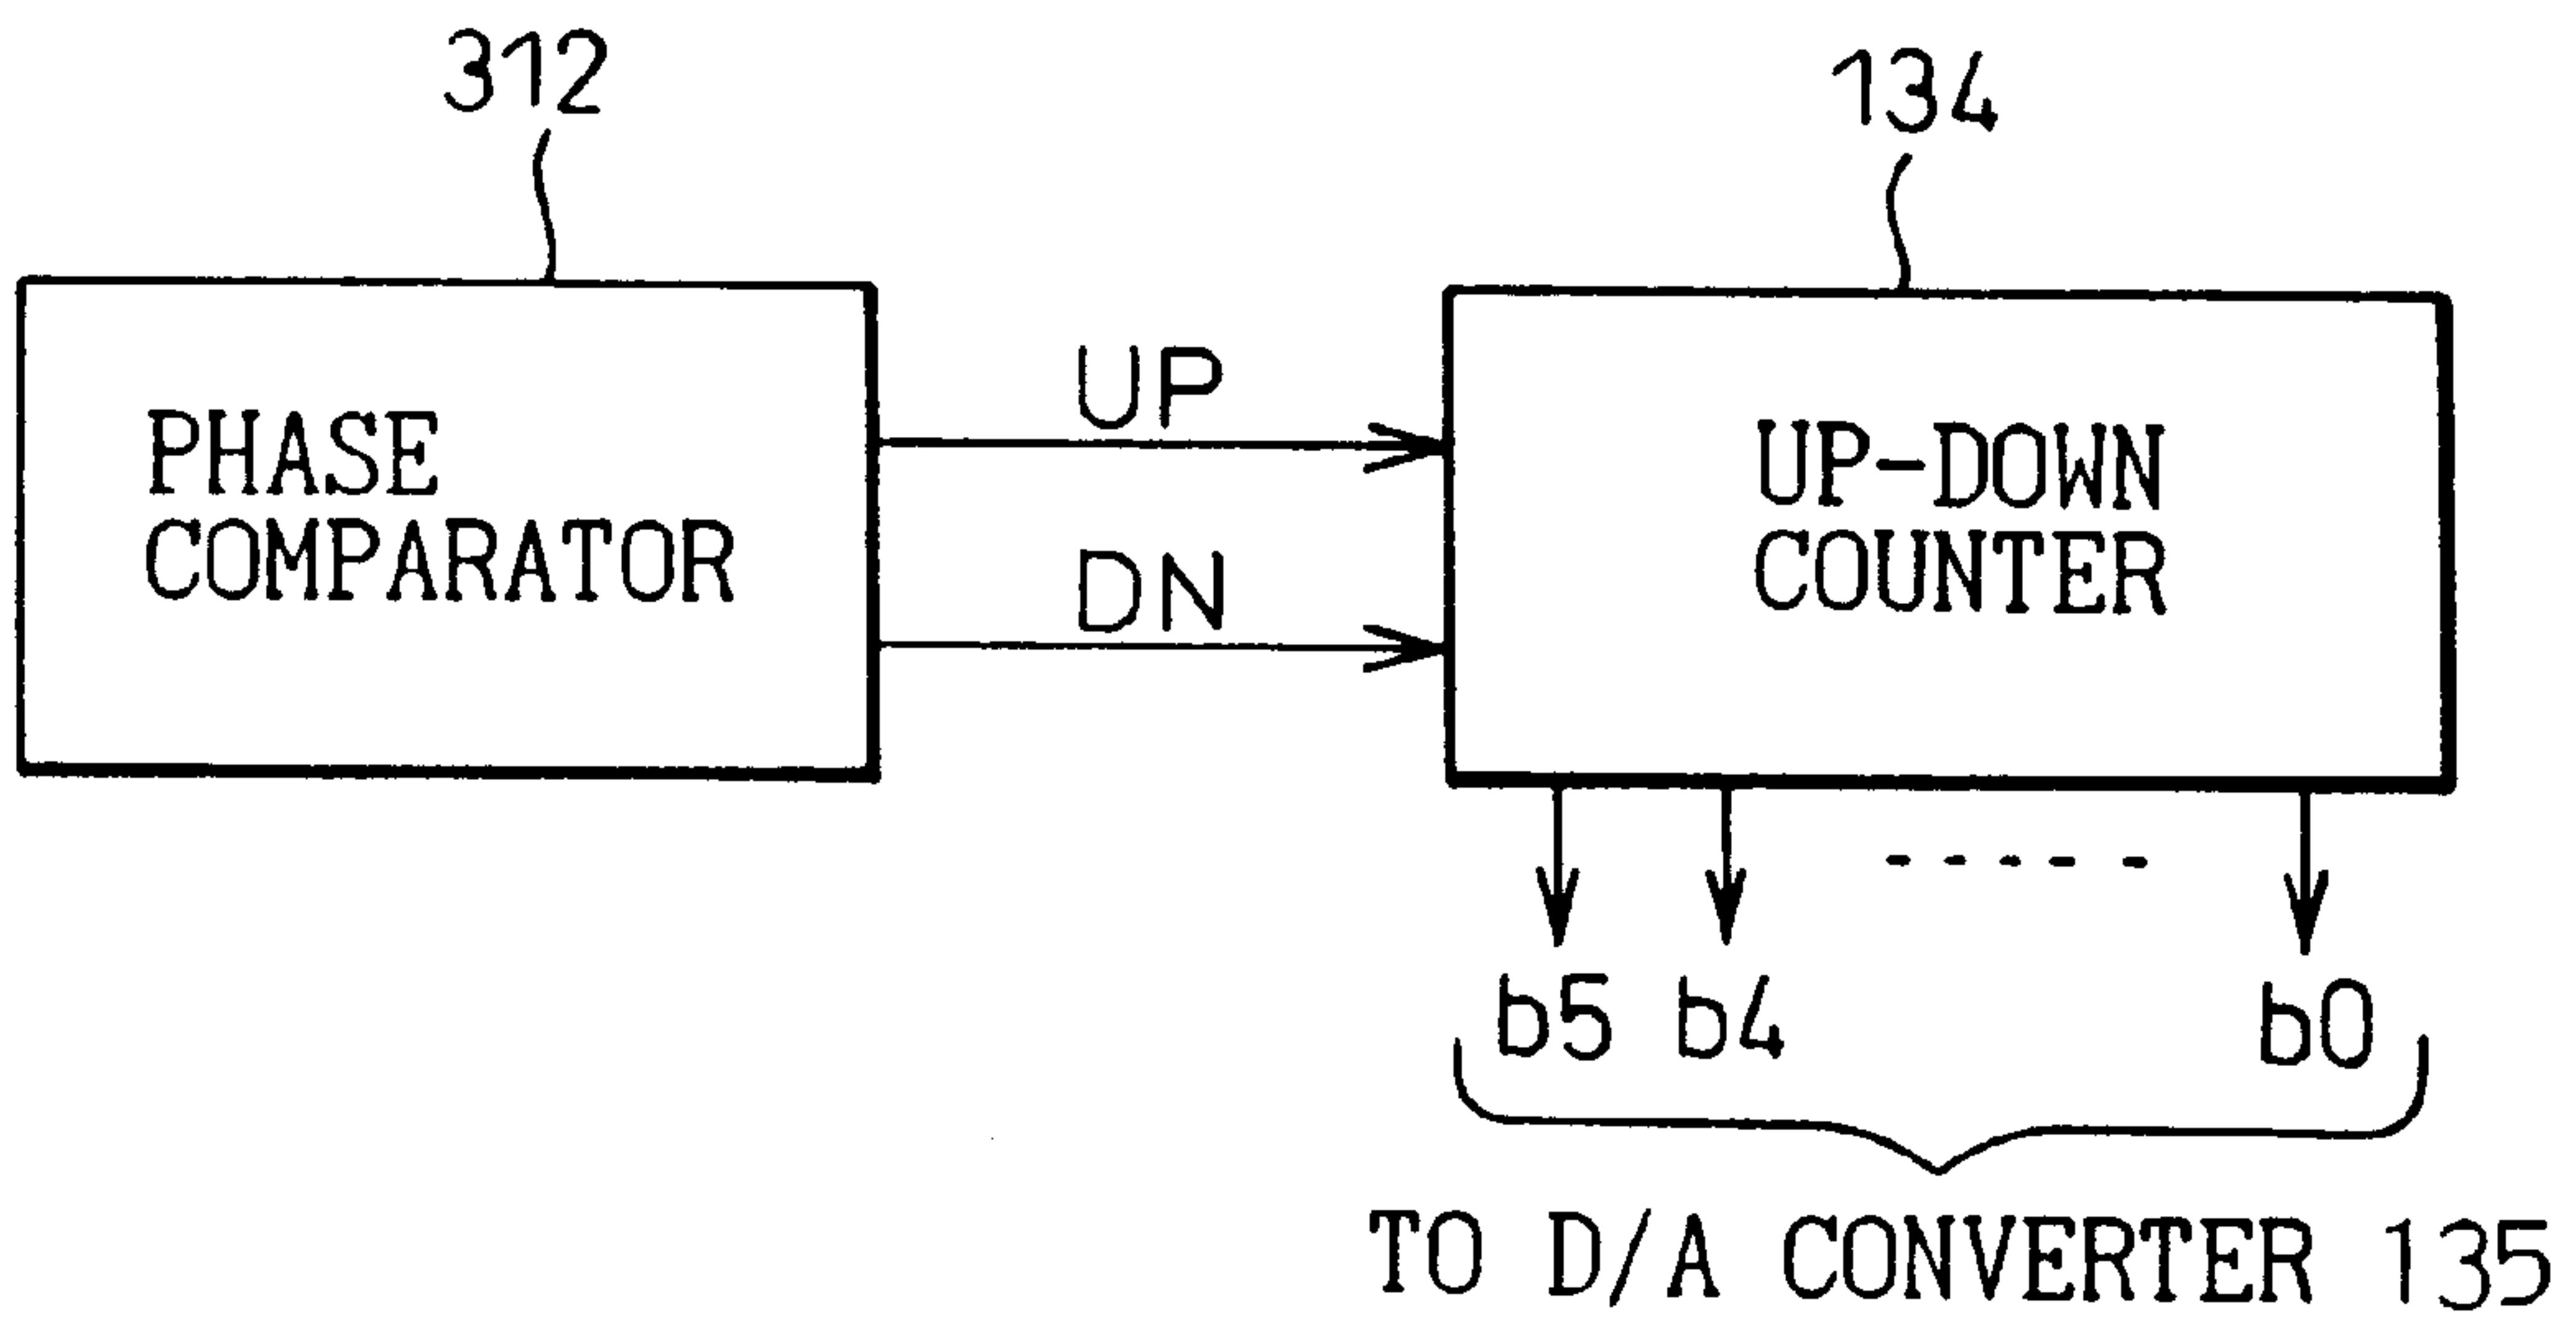 312
134
PHASE
COMPARATOR
UP
DN
UP-DOWN
COUNTER
b5 b4 ----- b0
TO D/A CONVERTER 135